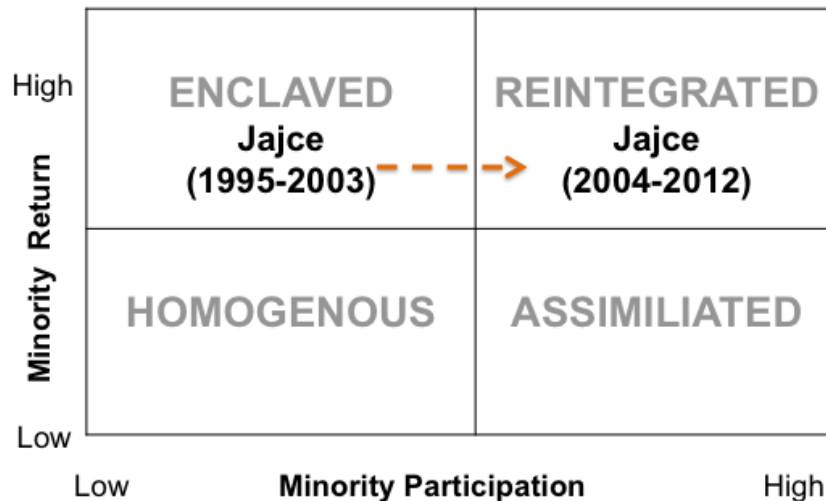 High
ENCLAVED
Jajce
(1995-2003)
REINTEGRATED
Jajce
(2004-2012)
Minority Return
HOMOGENOUS
ASSIMILIATED
Low
Low
Minority Participation
High